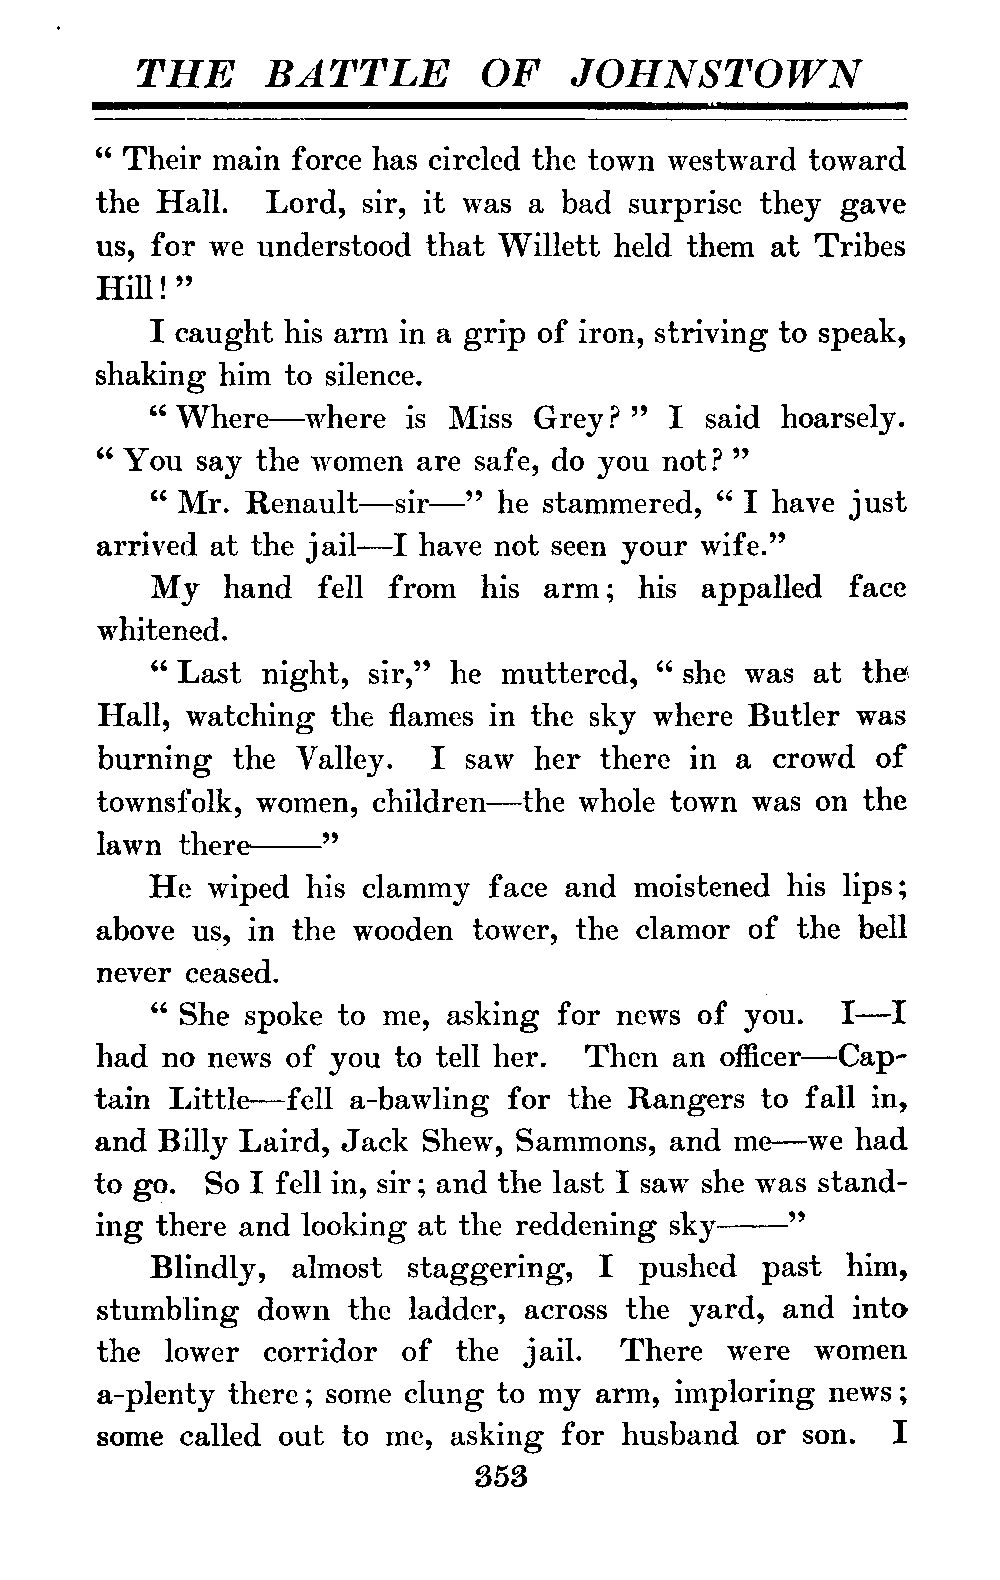 THE BATTLE OF JOHNSTOWN
“ Their main force has circled the town westward toward
the Hall. Lord, sir, it was a bad surprise they gave
us, for we understood that Willett held them at Tribes
Hill! ”
I caught his arm in a grip of iron, striving to speak,
shaking him to silence.
“ Where—where is Miss Grey? ” I said hoarsely.
“ You say the women are safe, do you not? ”
“ Mr. Renault—sir—” he stammered, “ I have just
arrived at the jail—I have not seen your wife.”
My hand fell from his arm; his appalled face
whitened.
“ Last night, sir,” he muttered, “ she was at the
Hall, watching the flames in the sky where Butler was
burning the Valley. I saw her there in a crowd of
townsfolk, women, children—the whole town was on the
lawn there——”
He wiped his clammy face and moistened his lips;
above us, in the wooden tower, the clamor of the bell
never ceased.
“ She spoke to me, asking for news of you. I—I
had no news of you to tell her. Then an officer—Cap-
tain Little—fell a-bawling for the Rangers to fall in,
and Billy Laird, Jack Shew, Sammons, and me—we had
to go. So I fell in, sir; and the last I saw she was stand-
ing there and looking at the reddening sky——”
Blindly, almost staggering, I pushed past him,
stumbling down the ladder, across the yard, and into
the lower corridor of the jail. There were women
a-plenty there; some clung to my arm, imploring news;
some called out to me, asking for husband or son. I
353